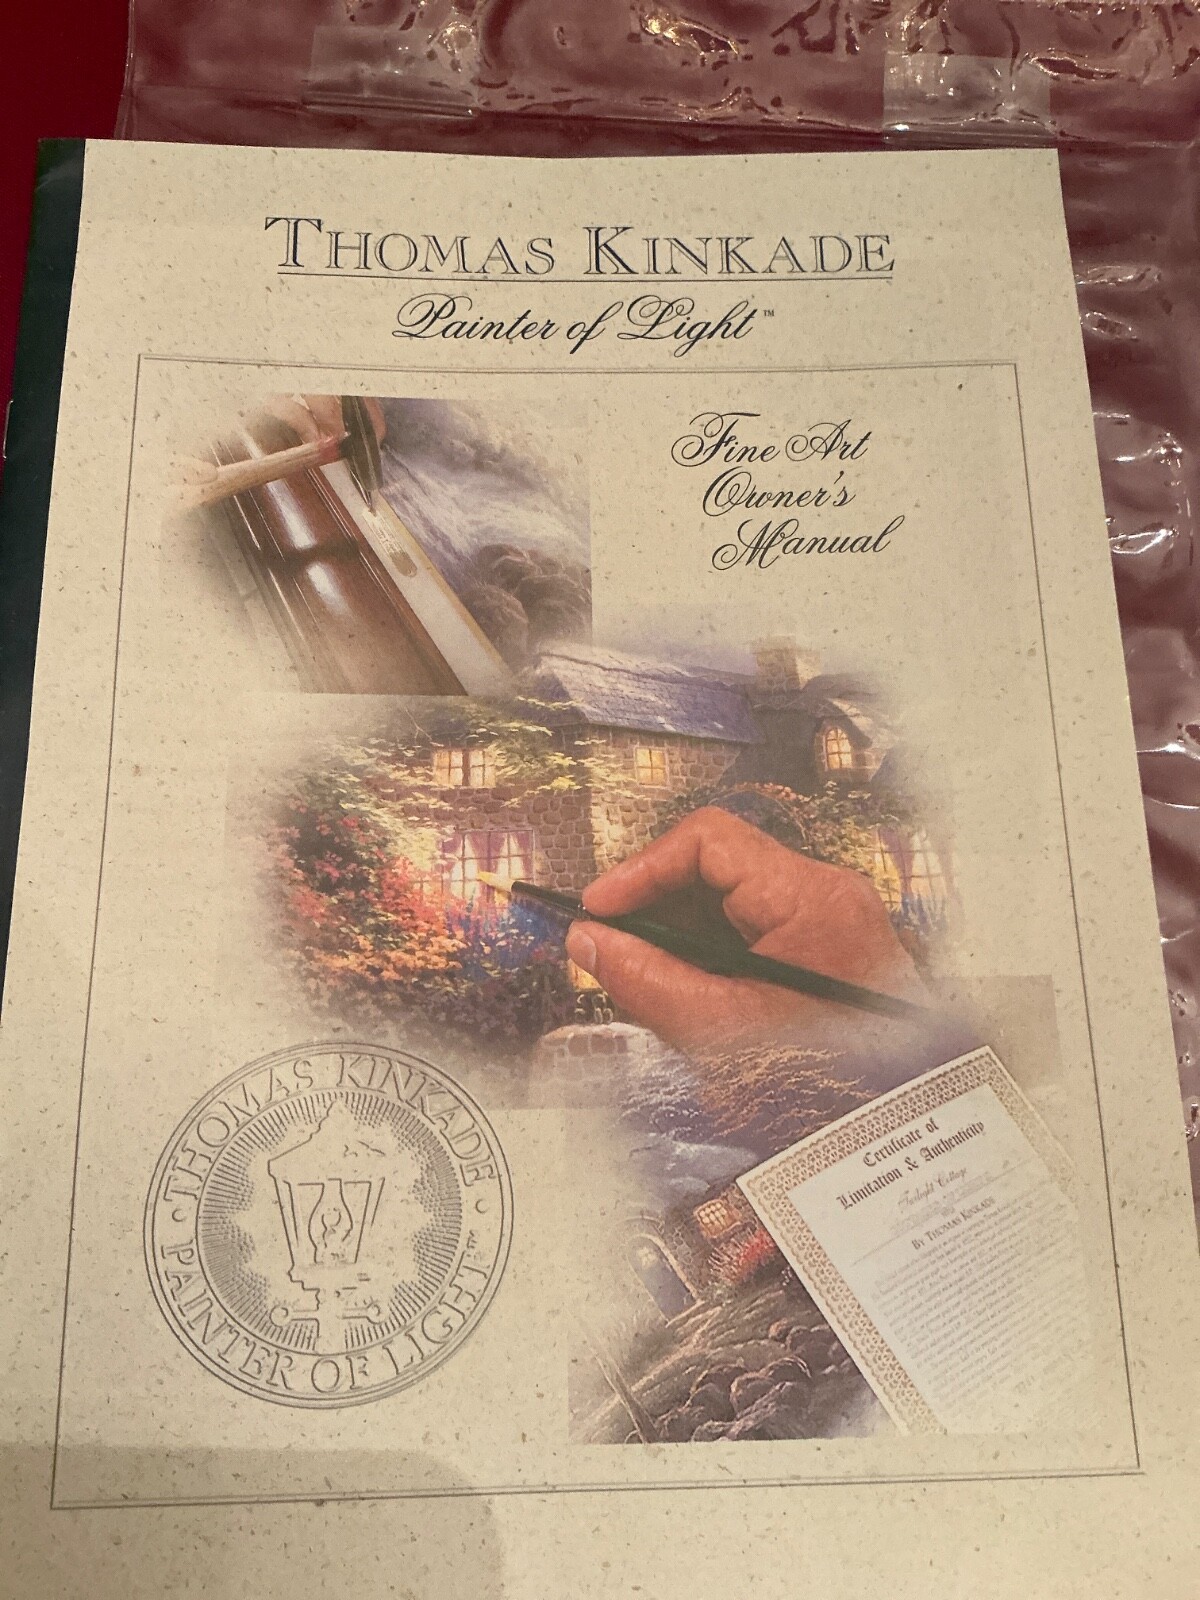 THOMAS KINKADE
Painter of Light™
Fine Art
Owner's
Manual
THOMAS KINKADE
PAINTER OF LIGHT™
Certificate of
Limitation & Authenticity
Twilight Cottage
BY THOMAS KINKADE